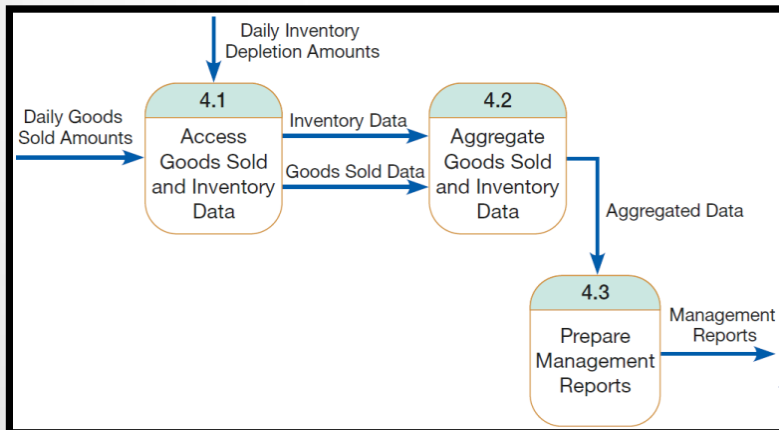 Daily Inventory
Depletion Amounts
Daily Goods
Sold Amounts
4.1
Access
Goods Sold
and Inventory
Data
Inventory Data
Goods Sold Data
4.2
Aggregate
Goods Sold
and Inventory
Data
Aggregated Data
4.3
Prepare
Management
Reports
Management
Reports